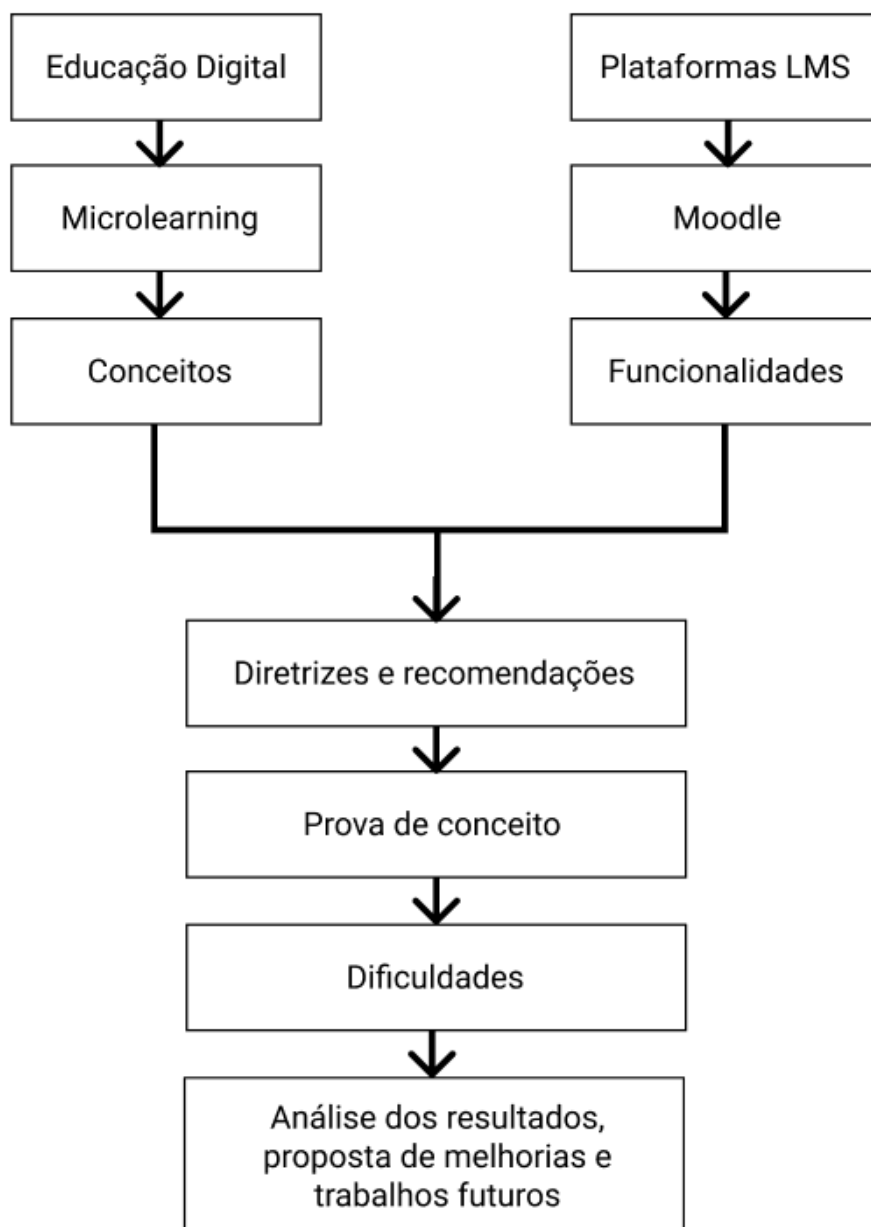 Educação Digital
Plataformas LMS
Microlearning
Moodle
Conceitos
Funcionalidades
Diretrizes e recomendações
Prova de conceito
Dificuldades
Análise dos resultados,
proposta de melhorias e
trabalhos futuros